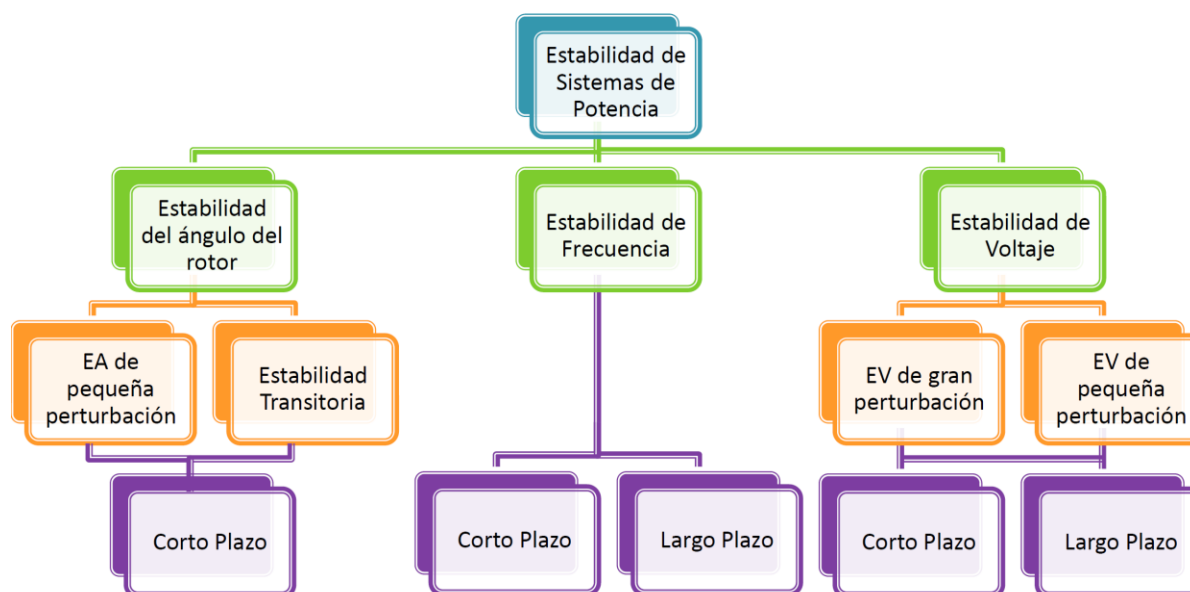 Estabilidad de
Sistemas de
Potencia
Estabilidad
del ángulo del
rotor
Estabilidad de
Frecuencia
Estabilidad de
Voltaje
EA de
pequeña
perturbación
Estabilidad
Transitoria
EV de gran
perturbación
EV de
pequeña
perturbación
Corto Plazo
Corto Plazo
Largo Plazo
Corto Plazo
Largo Plazo